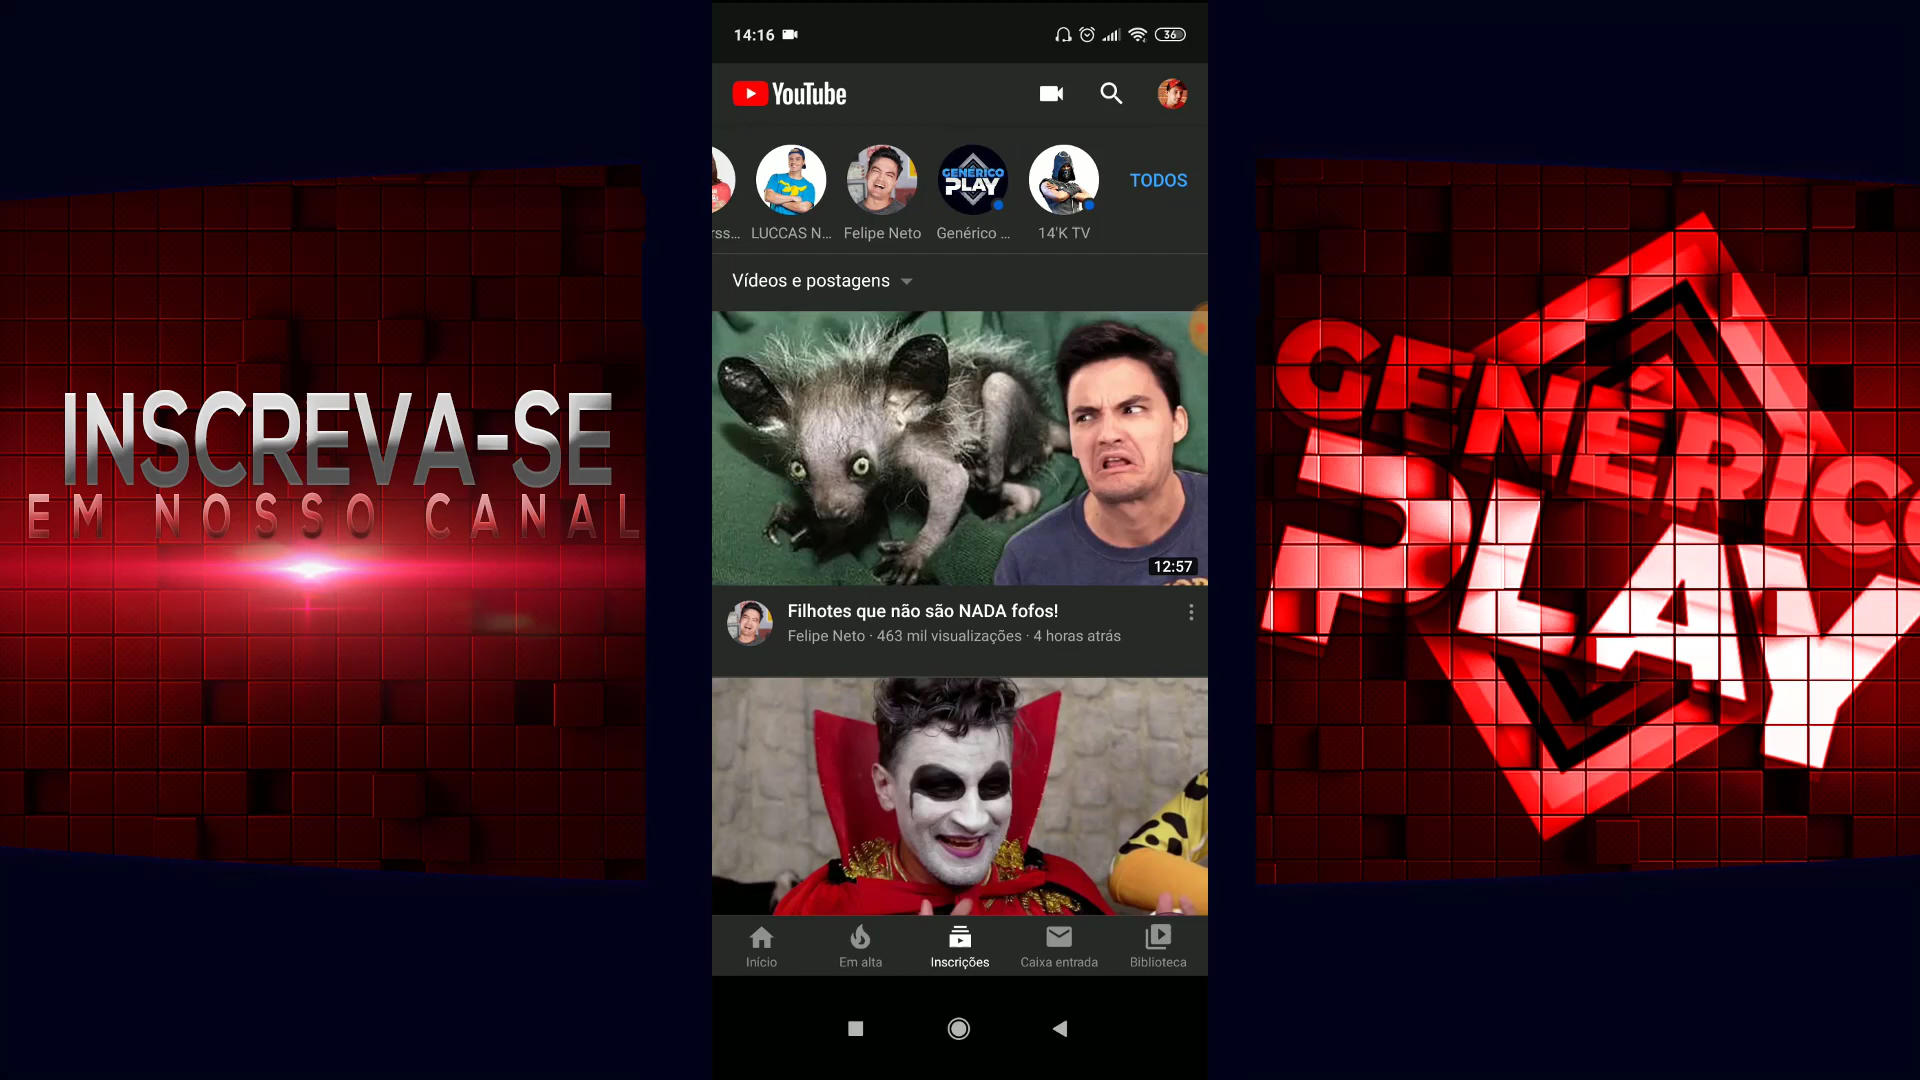 INSCREVA-SE
EM NOSSO CANAL
14:16
36
YouTube
GENÉRICO
PLAY
TODOS
rss...
LUCCAS N...
Felipe Neto
Genérico ...
14'K TV
Vídeos e postagens
12:57
Filhotes que não são NADA fofos!
Felipe Neto · 463 mil visualizações · 4 horas atrás
Início
Em alta
Inscrições
Caixa entrada
Biblioteca
GENÉRICO
PLAY